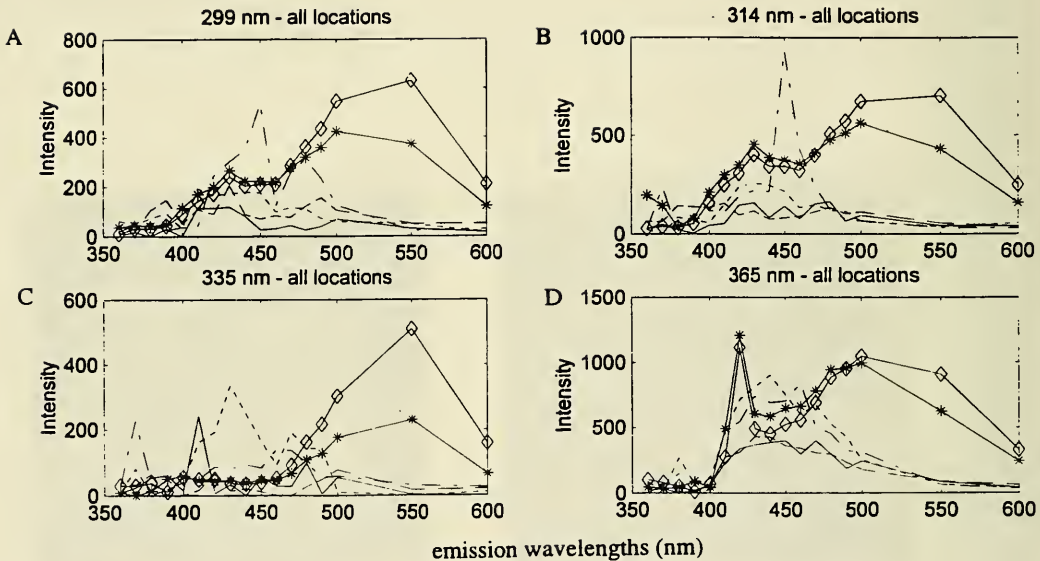 299 nm - all locations
314 nm - all locations
A
B
800
600
400
200
0
Intensity
350 400 450 500 550 600
1000
500
0
Intensity
350 400 450 500 550 600
335 nm - all locations
365 nm - all locations
C
D
600
400
200
0
Intensity
350 400 450 500 550 600
1500
1000
500
0
Intensity
350 400 450 500 550 600
emission wavelengths (nm)